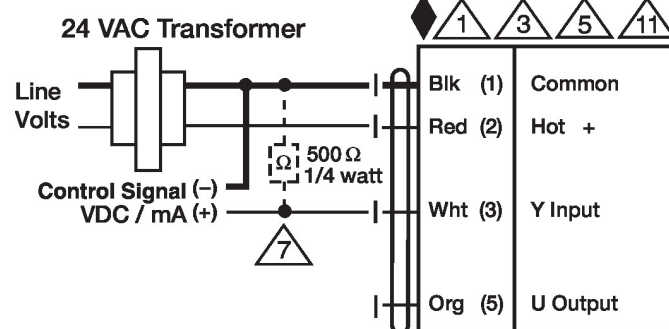 24 VAC Transformer
1 3 5 11
Line
Volts
Blk (1) Common
Red (2) Hot +
Ω 500 Ω
1/4 watt
Control Signal (–)
VDC / mA (+)
Wht (3) Y Input
7
Org (5) U Output